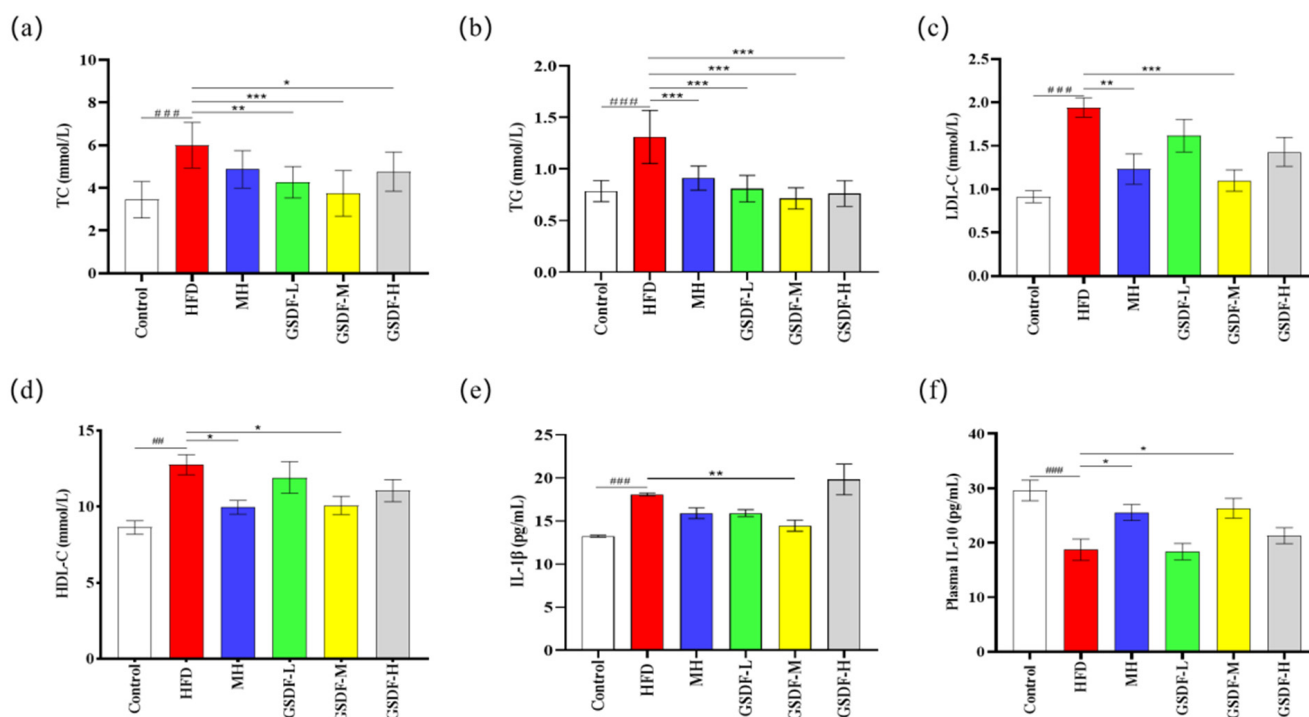 (a)
TC (mmol/L)
10
8
6
4
2
0
###
**
***
*
Control
HFD
MH
GSDF-L
GSDF-M
GSDF-H
(b)
TG (mmol/L)
2.0
1.5
1.0
0.5
0.0
###
***
***
***
***
Control
HFD
MH
GSDF-L
GSDF-M
GSDF-H
(c)
LDL-C (mmol/L)
2.5
2.0
1.5
1.0
0.5
0.0
###
**
***
Control
HFD
MH
GSDF-L
GSDF-M
GSDF-H
(d)
HDL-C (mmol/L)
15
10
5
0
##
*
*
Control
HFD
MH
GSDF-L
GSDF-M
GSDF-H
(e)
IL-1β (pg/mL)
25
20
15
10
5
0
###
**
Control
HFD
MH
GSDF-L
GSDF-M
GSDF-H
(f)
Plasma IL-10 (pg/mL)
40
30
20
10
0
###
*
*
Control
HFD
MH
GSDF-L
GSDF-M
GSDF-H